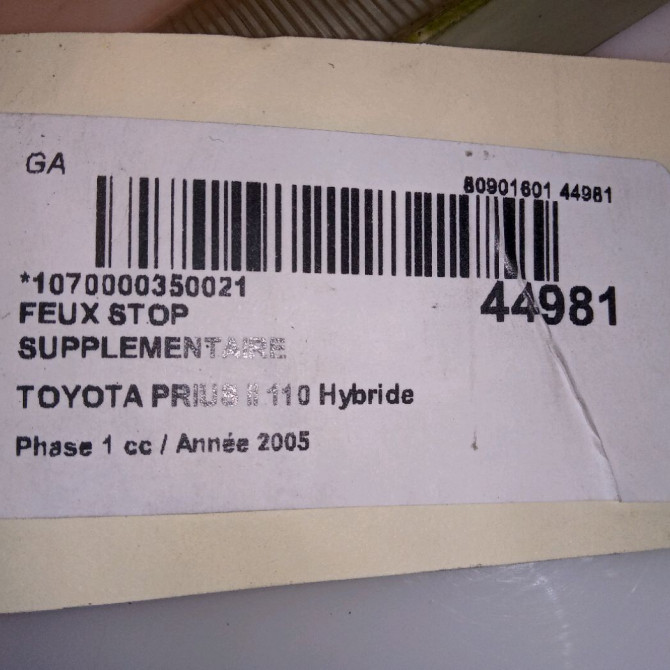 GA
80901601 44981
*1070000350021
44981
FEUX STOP
SUPPLEMENTAIRE
TOYOTA PRIUS II 110 Hybride
Phase 1 cc / Année 2005